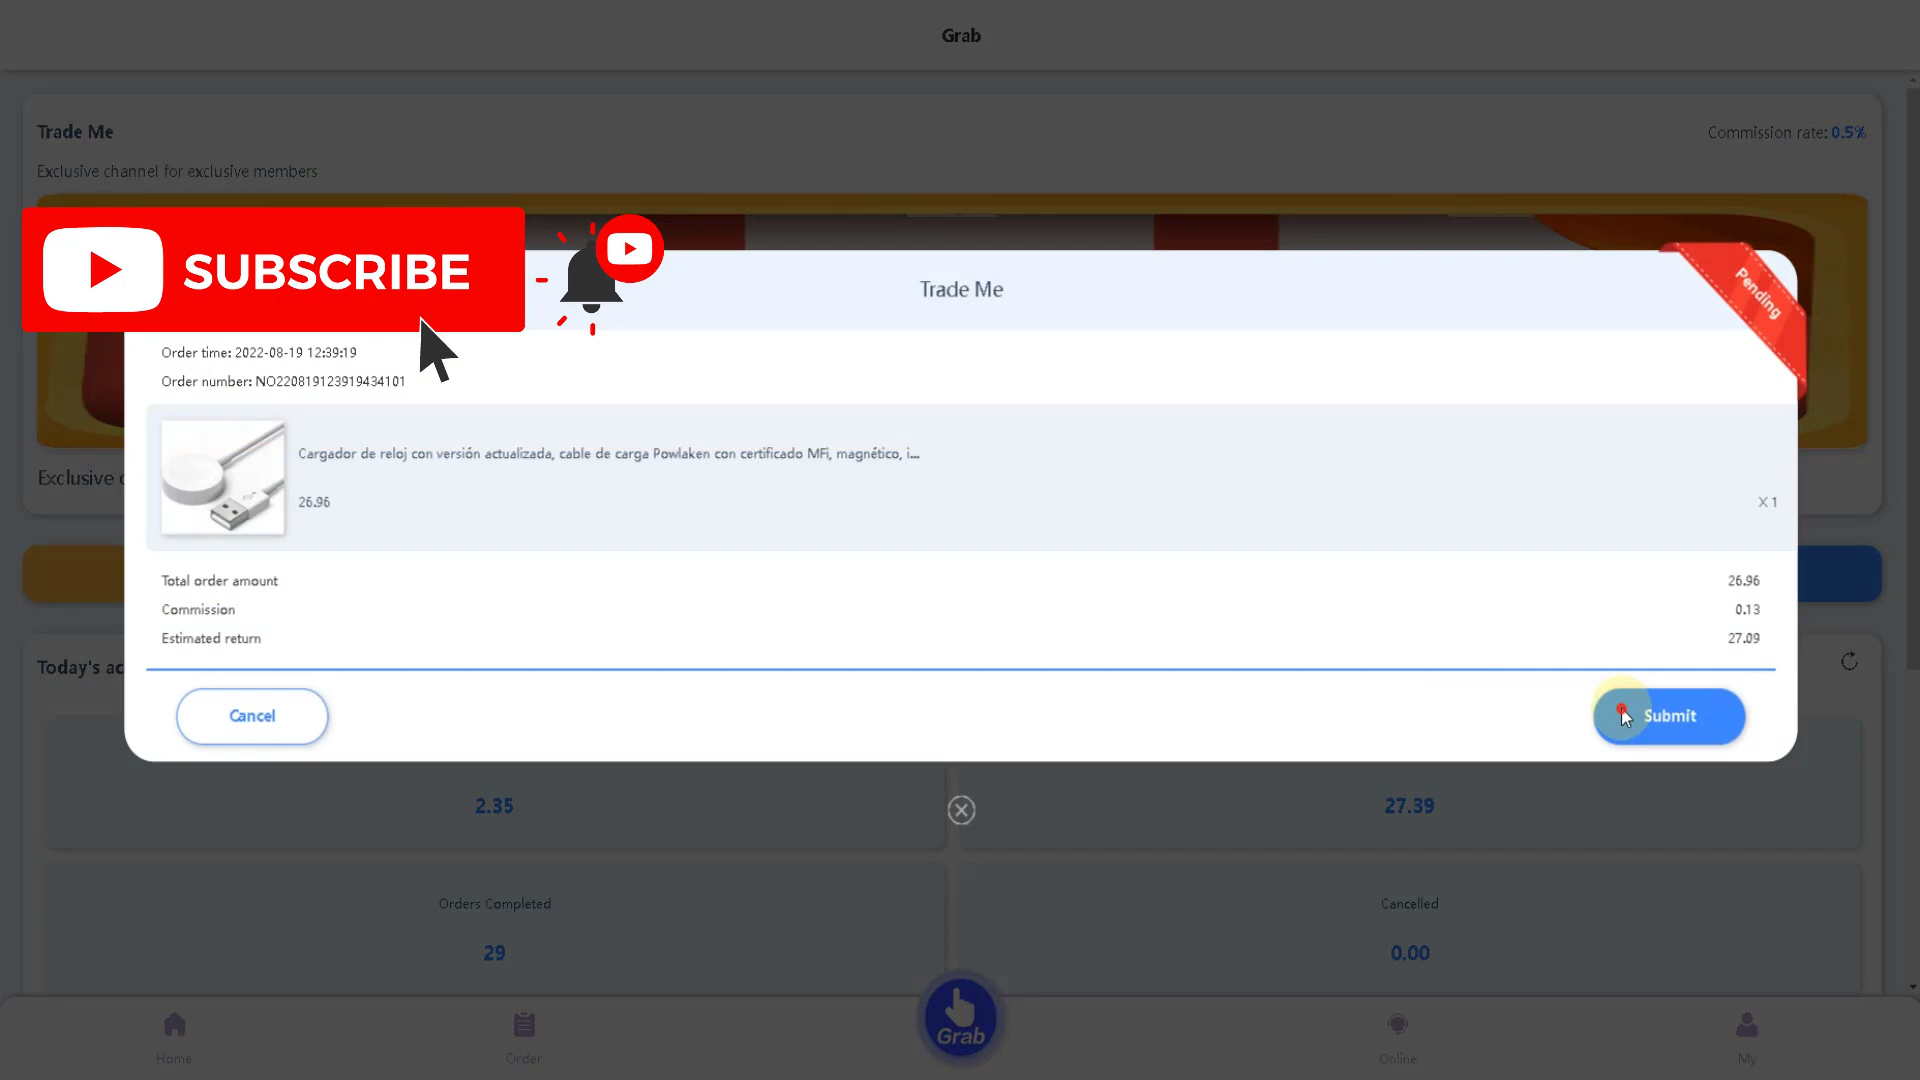 Grab
Trade Me
Commission rate: 0.5%
Exclusive channel for exclusive members
SUBSCRIBE
Trade Me
Pending
Order time: 2022-08-19 12:39:19
Order number: NO220819123919434101
Cargador de reloj con versión actualizada, cable de carga Powlaken con certificado MFi, magnético, i...
26.96
X 1
Exclusive
Total order amount 26.96
Commission 0.13
Estimated return 27.09
Today's
Cancel
Submit
2.35
27.39
Orders Completed
Cancelled
29
0.00
Home
Order
Grab
Online
My